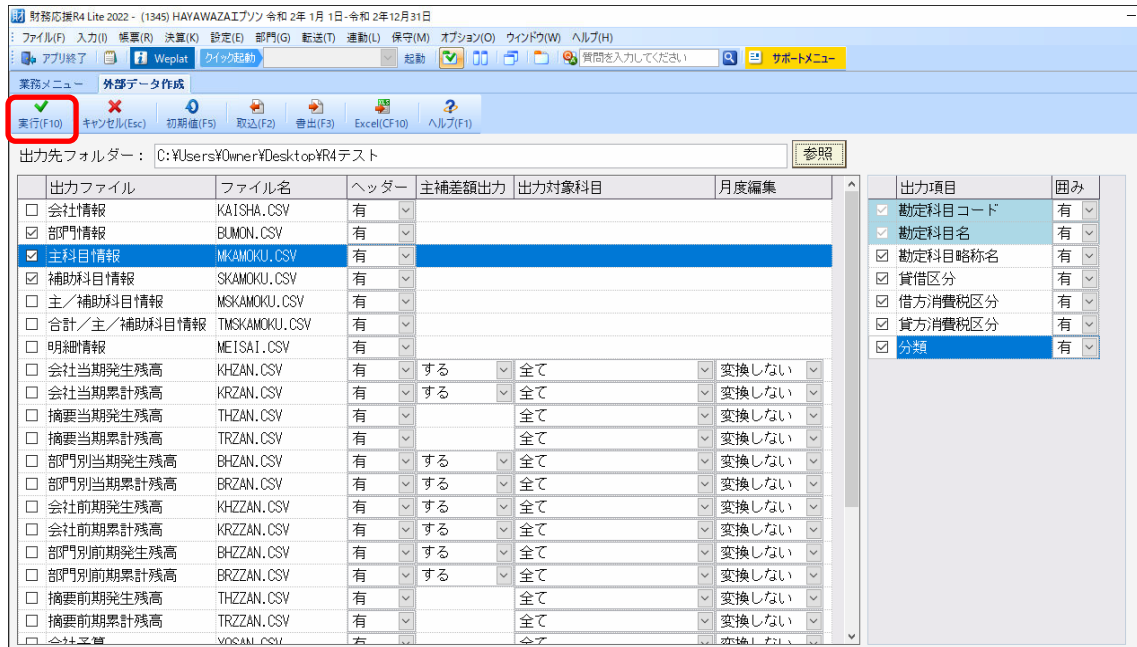 財務応援R4 Lite 2022 - (1345) HAYAWAZAエプソン 令和 2年 1月 1日-令和 2年12月31日
ファイル(F) 入力(I) 帳票(R) 決算(K) 設定(E) 部門(G) 転送(T) 連動(L) 保守(M) オプション(O) ウィンドウ(W) ヘルプ(H)
アプリ終了 Weplat クイック起動 起動 質問を入力してください サポートメニュー
業務メニュー 外部データ作成
実行(F10) キャンセル(Esc) 初期値(F5) 取込(F2) 書出(F3) Excel(CF10) ヘルプ(F1)
出力先フォルダー： C:¥Users¥Owner¥Desktop¥R4テスト 参照
出力ファイル ファイル名 ヘッダー 主補差額出力 出力対象科目 月度編集 出力項目 囲み
会社情報 KAISHA.CSV 有 勘定科目コード 有
部門情報 BUMON.CSV 有 勘定科目名 有
主科目情報 MKAMOKU.CSV 有 勘定科目略称名 有
補助科目情報 SKAMOKU.CSV 有 貸借区分 有
主／補助科目情報 MSKAMOKU.CSV 有 借方消費税区分 有
合計／主／補助科目情報 TMSKAMOKU.CSV 有 貸方消費税区分 有
明細情報 MEISAI.CSV 有 分類 有
会社当期発生残高 KHZAN.CSV 有 する 全て 変換しない
会社当期累計残高 KRZAN.CSV 有 する 全て 変換しない
摘要当期発生残高 THZAN.CSV 有 全て 変換しない
摘要当期累計残高 TRZAN.CSV 有 全て 変換しない
部門別当期発生残高 BHZAN.CSV 有 する 全て 変換しない
部門別当期累計残高 BRZAN.CSV 有 する 全て 変換しない
会社前期発生残高 KHZZAN.CSV 有 する 全て 変換しない
会社前期累計残高 KRZZAN.CSV 有 する 全て 変換しない
部門別前期発生残高 BHZZAN.CSV 有 する 全て 変換しない
部門別前期累計残高 BRZZAN.CSV 有 する 全て 変換しない
摘要前期発生残高 THZZAN.CSV 有 全て 変換しない
摘要前期累計残高 TRZZAN.CSV 有 全て 変換しない
会社予算 YOSAN.CSV 有 全て 変換しない